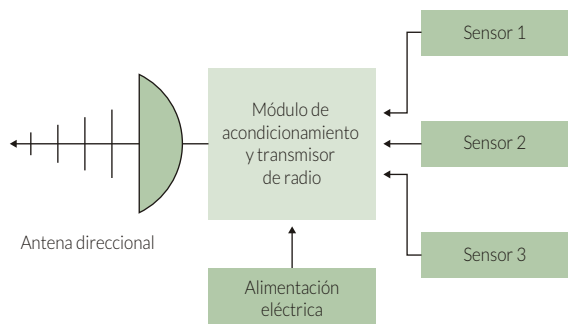 Sensor 1
Módulo de
acondicionamiento
y transmisor
de radio
Sensor 2
Antena direccional
Sensor 3
Alimentación
eléctrica